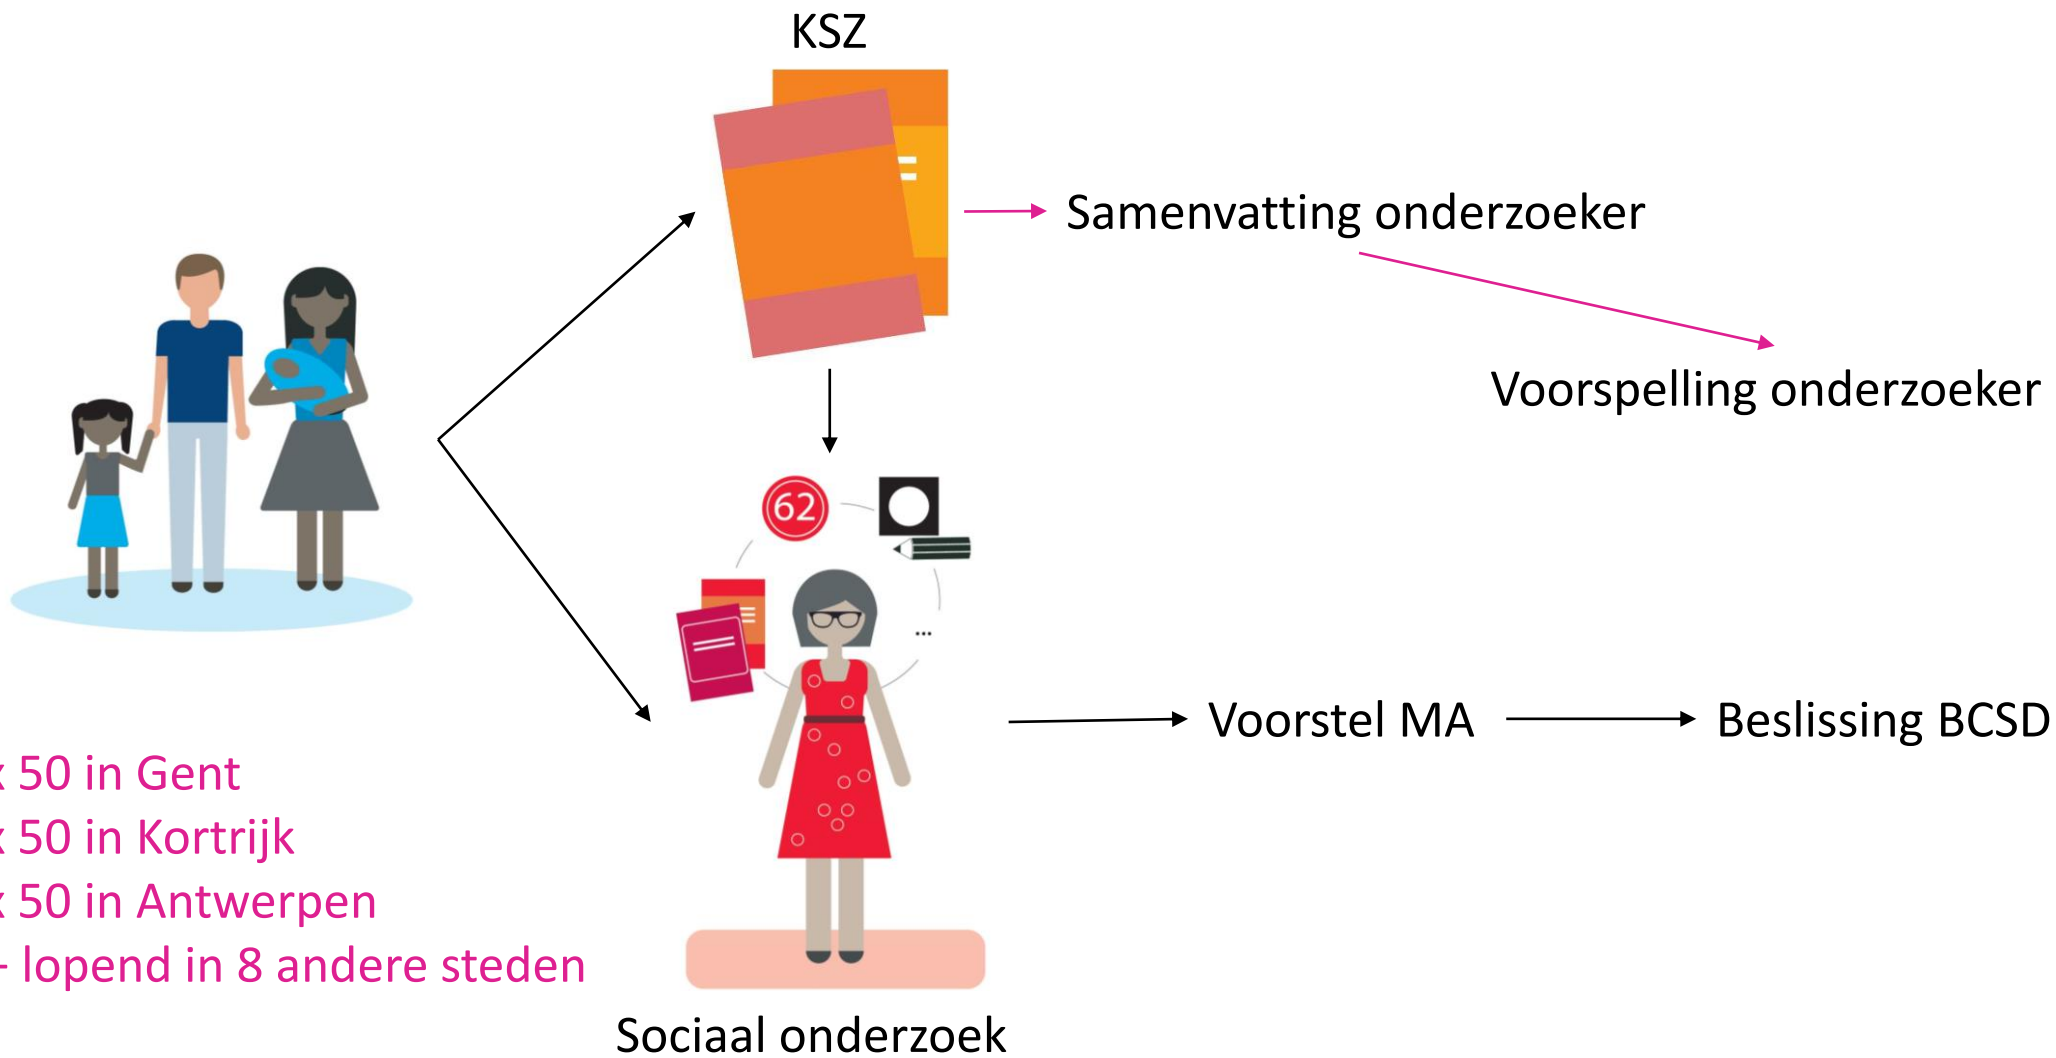 KSZ
Samenvatting onderzoeker
Voorspelling onderzoeker
62
...
Voorstel MA
Beslissing BCSD
x 50 in Gent
x 50 in Kortrijk
x 50 in Antwerpen
+ lopend in 8 andere steden
Sociaal onderzoek